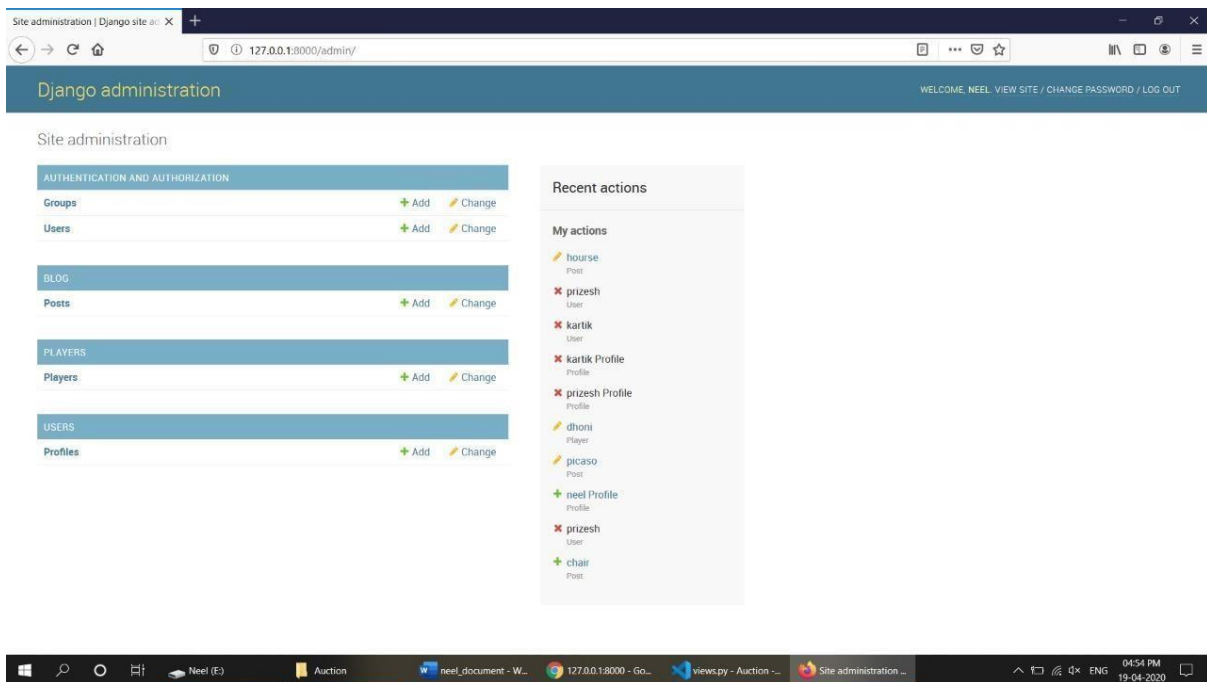 Site administration | Django site ad
127.0.0.1:8000/admin/
Django administration
WELCOME, NEEL. VIEW SITE / CHANGE PASSWORD / LOG OUT
Site administration
AUTHENTICATION AND AUTHORIZATION
Groups Add Change
Users Add Change
BLOG
Posts Add Change
PLAYERS
Players Add Change
USERS
Profiles Add Change
Recent actions
My actions
hourse
Post
prizesh
User
kartik
User
kartik Profile
Profile
prizesh Profile
Profile
dhoni
Player
picaso
Post
neel Profile
Profile
prizesh
User
chair
Post
Neel (E:) Auction neel_document - W... 127.0.0.1:8000 - Go... views.py - Auction -... Site administration ... ENG 04:54 PM
19-04-2020